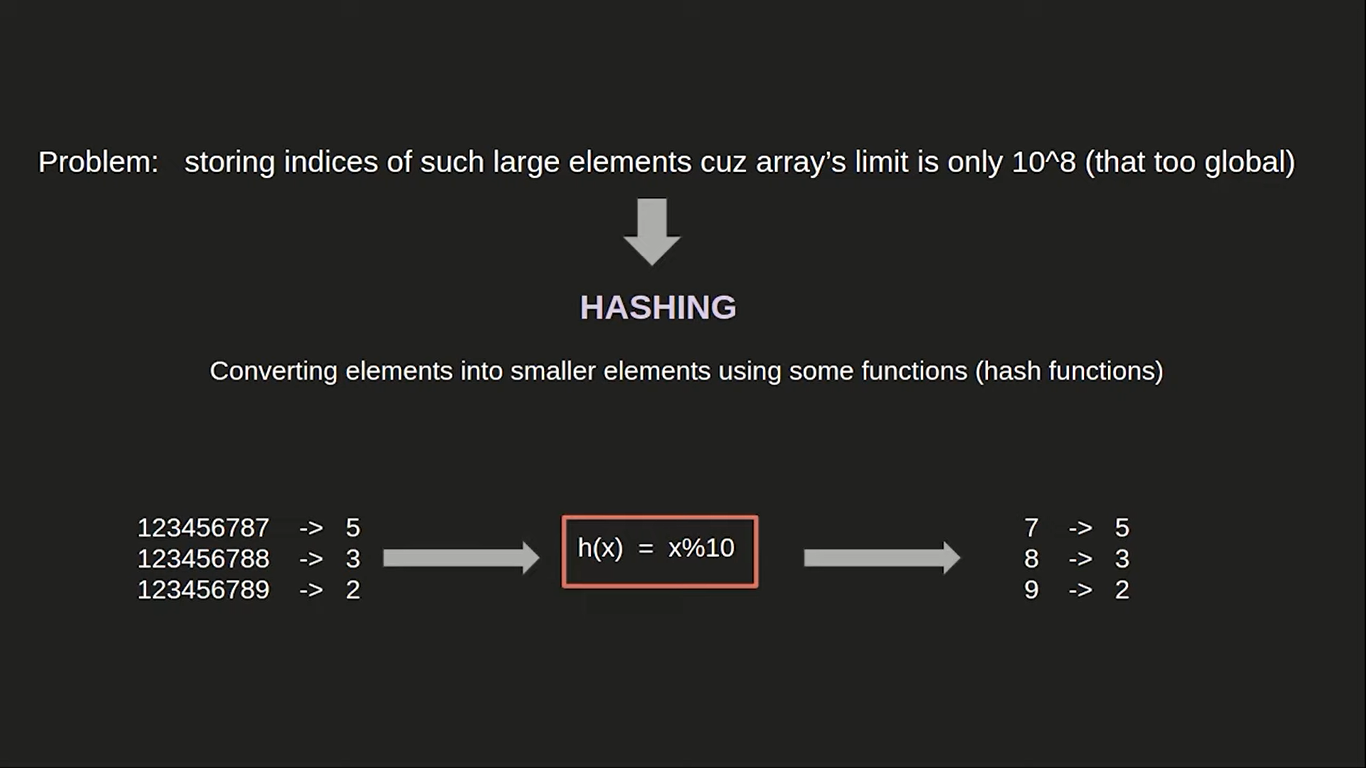 Problem: storing indices of such large elements cuz array’s limit is only 10^8 (that too global)
HASHING
Converting elements into smaller elements using some functions (hash functions)
123456787 -> 5
123456788 -> 3
123456789 -> 2
h(x) = x%10
7 -> 5
8 -> 3
9 -> 2